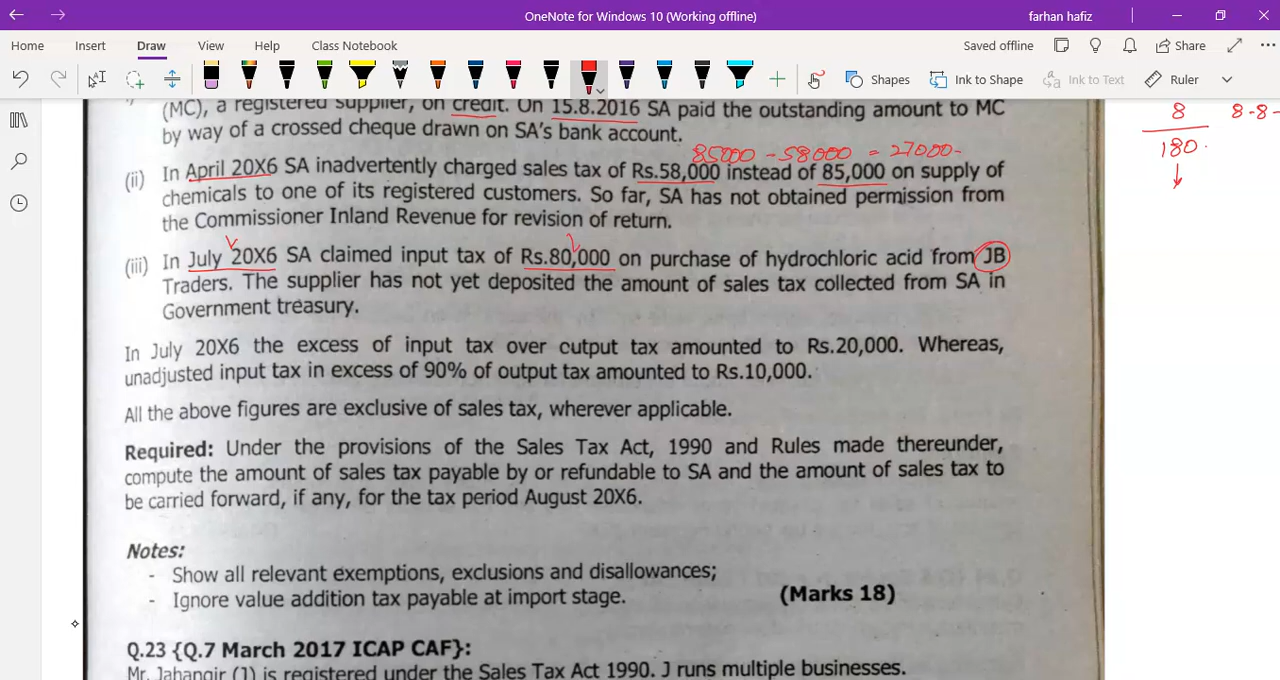 OneNote for Windows 10 (Working offline)
farhan hafiz
Home Insert Draw View Help Class Notebook
Saved offline
Share
Shapes
Ink to Shape
Ink to Text
Ruler
(MC), a registered supplier, on credit. On 15.8.2016 SA paid the outstanding amount to MC
by way of a crossed cheque drawn on SA's bank account.
8
8-8-
180
85000 - 58000 = 27000-
(ii) In April 20X6 SA inadvertently charged sales tax of Rs.58,000 instead of 85,000 on supply of
chemicals to one of its registered customers. So far, SA has not obtained permission from
the Commissioner Inland Revenue for revision of return.
(iii) In July 20X6 SA claimed input tax of Rs.80,000 on purchase of hydrochloric acid from JB
Traders. The supplier has not yet deposited the amount of sales tax collected from SA in
Government treasury.
In July 20X6 the excess of input tax over cutput tax amounted to Rs.20,000. Whereas,
unadjusted input tax in excess of 90% of output tax amounted to Rs.10,000.
All the above figures are exclusive of sales tax, wherever applicable.
Required: Under the provisions of the Sales Tax Act, 1990 and Rules made thereunder,
compute the amount of sales tax payable by or refundable to SA and the amount of sales tax to
be carried forward, if any, for the tax period August 20X6.
Notes:
- Show all relevant exemptions, exclusions and disallowances;
- Ignore value addition tax payable at import stage. (Marks 18)
Q.23 {Q.7 March 2017 ICAP CAF}:
Mr. Jahangir (J) is registered under the Sales Tax Act 1990. J runs multiple businesses.